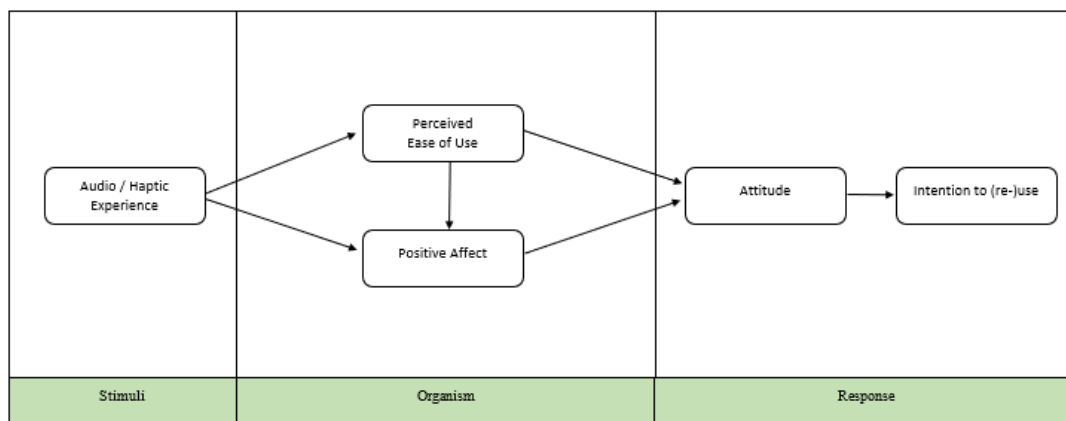 Perceived
Ease of Use
Audio / Haptic
Experience
Attitude
Intention to (re-)use
Positive Affect
Stimuli
Organism
Response